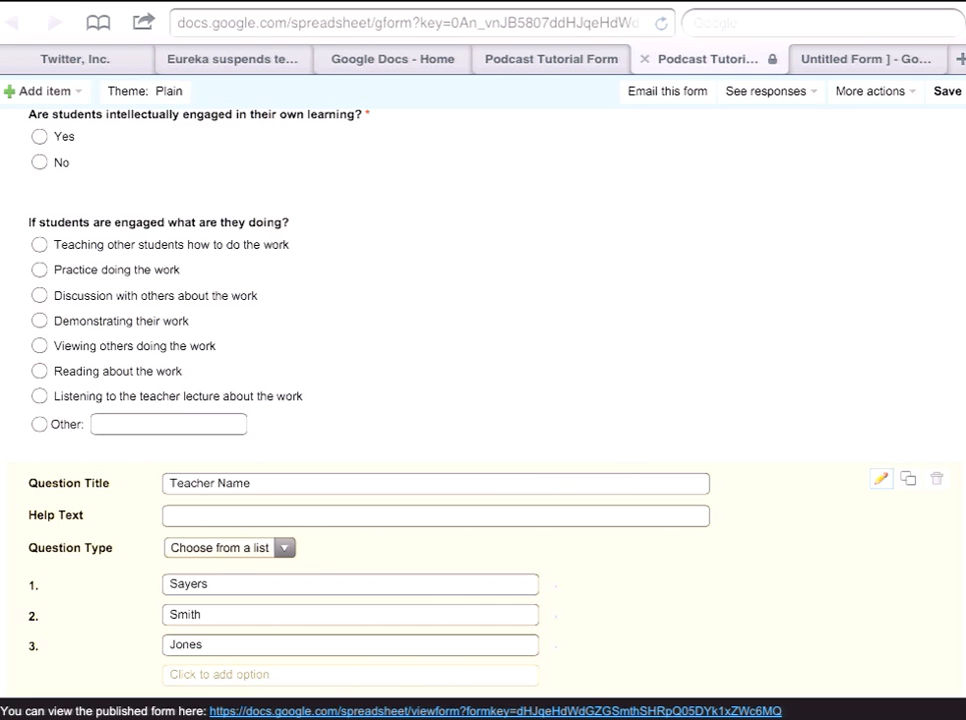 docs.google.com/spreadsheet/gform?key=0An_vnJB5807ddHJqeHdWd
Google
Twitter, Inc.
Eureka suspends te...
Google Docs - Home
Podcast Tutorial Form
Podcast Tutori...
Untitled Form ] - Go...
Add item
Theme: Plain
Email this form
See responses
More actions
Save
Are students intellectually engaged in their own learning? *
Yes
No
If students are engaged what are they doing?
Teaching other students how to do the work
Practice doing the work
Discussion with others about the work
Demonstrating their work
Viewing others doing the work
Reading about the work
Listening to the teacher lecture about the work
Other:
Question Title Teacher Name
Help Text
Question Type Choose from a list
1. Sayers
2. Smith
3. Jones
Click to add option
You can view the published form here: https://docs.google.com/spreadsheet/viewform?formkey=dHJqeHdWdGZGSmthSHRpQ05DYk1xZWc6MQ